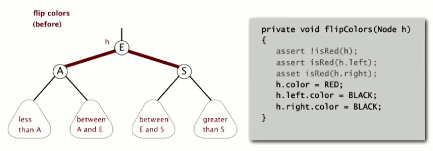 flip colors
(before)
h
E
A
S
less
than A
between
A and E
between
E and S
greater
than S
private void flipColors(Node h)
{
assert !isRed(h);
assert isRed(h.left);
asset isRed(h.right);
h.color = RED;
h.left.color = BLACK;
h.right.color = BLACK;
}